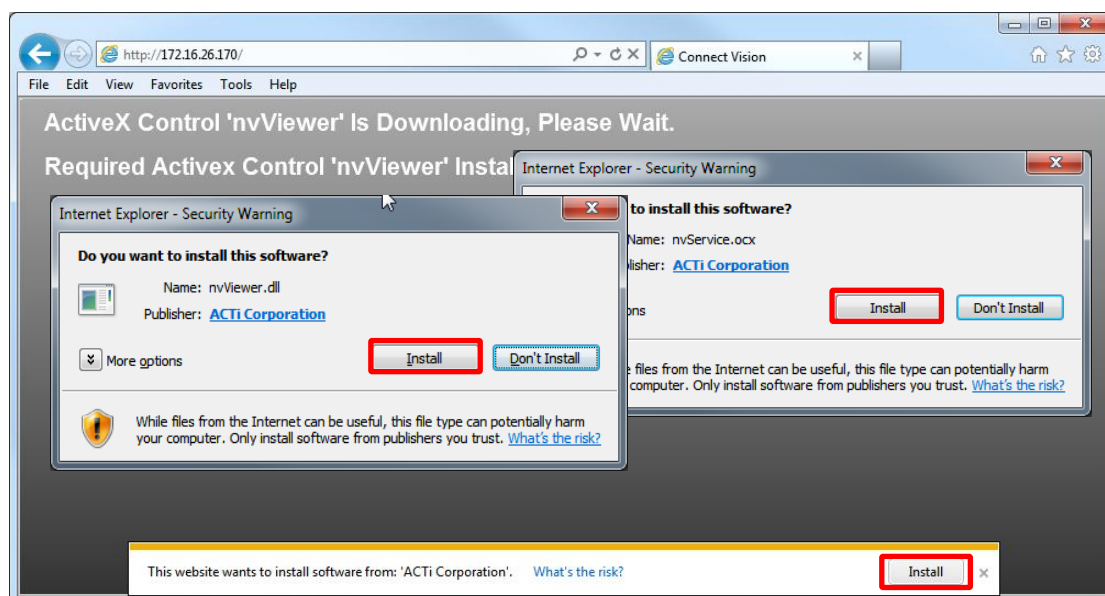 http://172.16.26.170/
Connect Vision
File Edit View Favorites Tools Help
ActiveX Control 'nvViewer' Is Downloading, Please Wait.
Required Activex Control 'nvViewer'
Internet Explorer - Security Warning
to install this software?
Name: nvService.ocx
ACTi Corporation
Install
Don't Install
files from the Internet can be useful, this file type can potentially harm
computer. Only install software from publishers you trust. What's the risk?
Internet Explorer - Security Warning
Do you want to install this software?
Name: nvViewer.dll
Publisher: ACTi Corporation
More options
Install
Don't Install
While files from the Internet can be useful, this file type can potentially harm
your computer. Only install software from publishers you trust. What's the risk?
This website wants to install software from: 'ACTi Corporation'. What's the risk?
Install